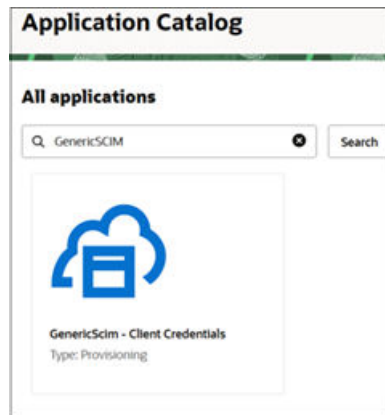 Application Catalog
All applications
GenericSCIM
Search
GenericScim - Client Credentials
Type: Provisioning